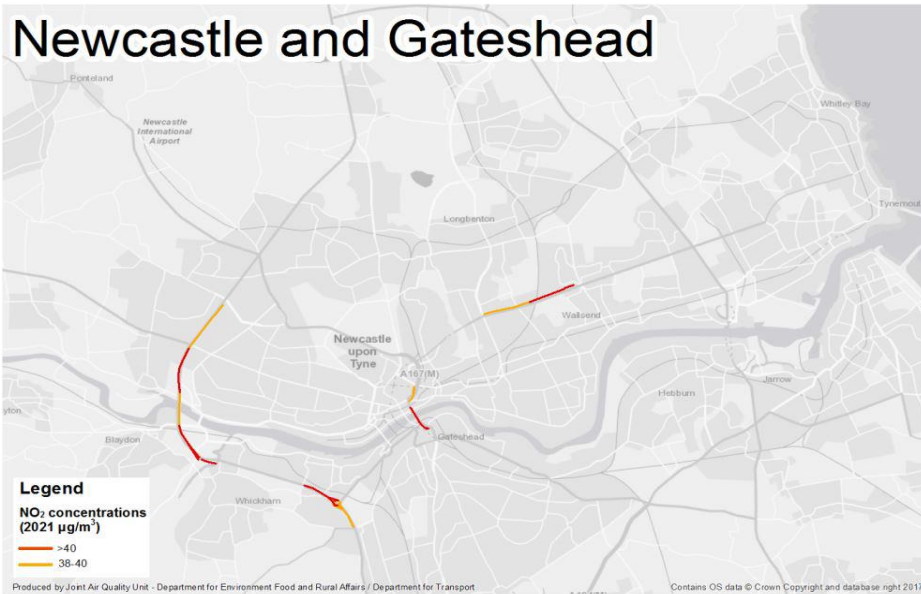 Newcastle and Gateshead
Ponteland
Newcastle
International
Airport
Whitley Bay
Longbenton
Tynemout
Wallsend
Newcastle
upon
Tyne
A167(M)
Hebburn
Jarrow
yton
Blaydon
Gateshead
Whickham
Legend
NO₂ concentrations
(2021 µg/m³)
>40
38-40
Produced by Joint Air Quality Unit - Department for Environment Food and Rural Affairs / Department for Transport
Contains OS data © Crown Copyright and database right 2017